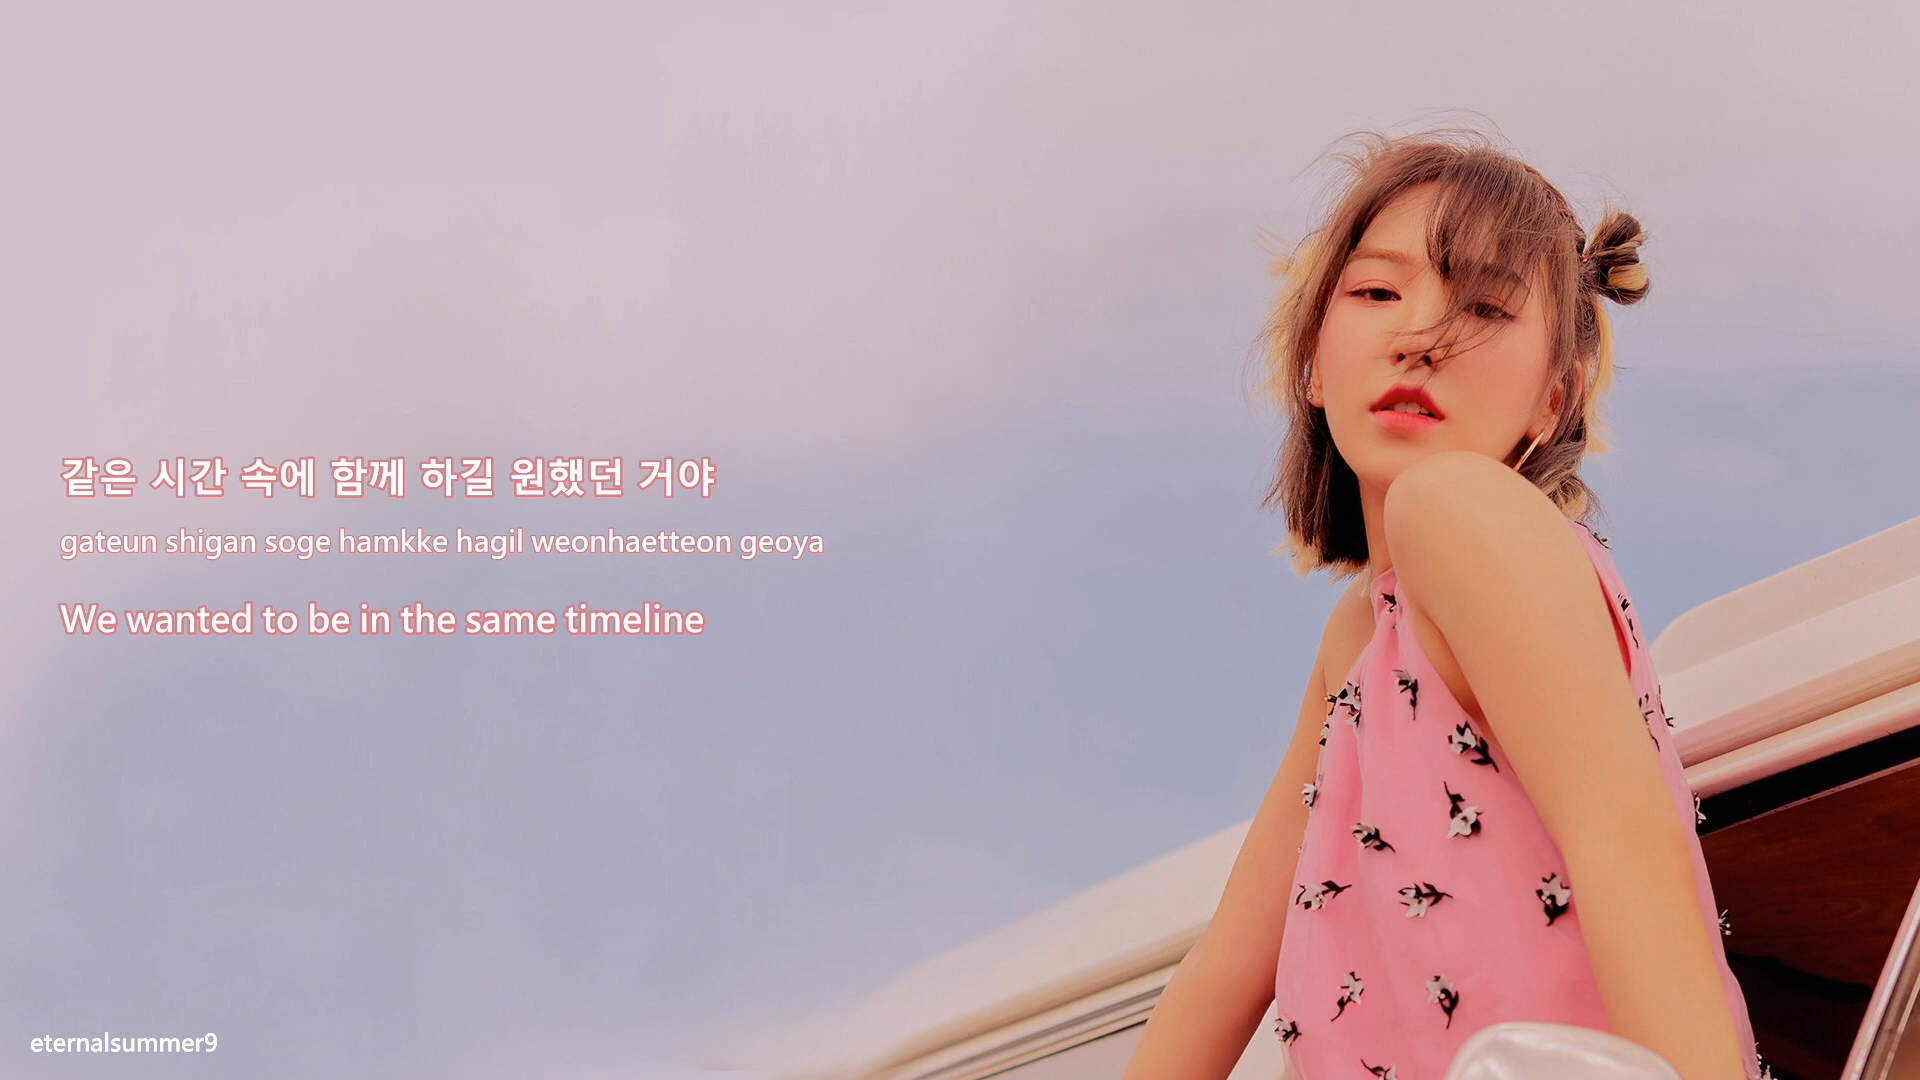 같은 시간 속에 함께 하길 원했던 거야
gateun shigan soge hamkke hagil weonhaetteon geoya
We wanted to be in the same timeline
eternalsummer9